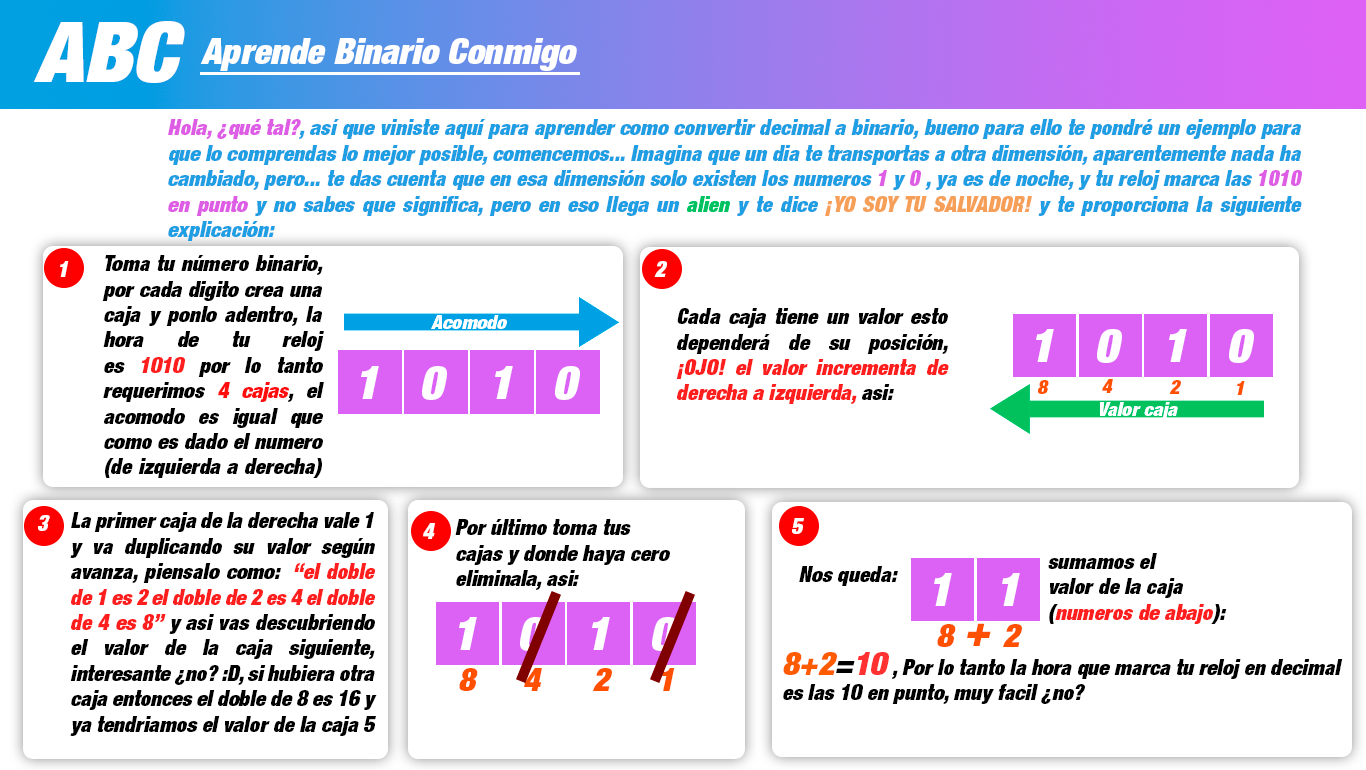 ABC
Aprende Binario Conmigo
Hola, ¿qué tal?, así que viniste aquí para aprender como convertir decimal a binario, bueno para ello te pondré un ejemplo para
que lo comprendas lo mejor posible, comencemos... Imagina que un dia te transportas a otra dimensión, aparentemente nada ha
cambiado, pero... te das cuenta que en esa dimensión solo existen los numeros 1 y 0 , ya es de noche, y tu reloj marca las 1010
en punto y no sabes que significa, pero en eso llega un alien y te dice ¡YO SOY TU SALVADOR! y te proporciona la siguiente
explicación:
1
Toma tu número binario,
por cada digito crea una
caja y ponlo adentro, la
hora de tu reloj
es 1010 por lo tanto
requerimos 4 cajas, el
acomodo es igual que
como es dado el numero
(de izquierda a derecha)
Acomodo
1 0 1 0
2
Cada caja tiene un valor esto
dependerá de su posición,
¡OJO! el valor incrementa de
derecha a izquierda, asi:
1 0 1 0
8 4 2 1
Valor caja
3
La primer caja de la derecha vale 1
y va duplicando su valor según
avanza, piensalo como: “el doble
de 1 es 2 el doble de 2 es 4 el doble
de 4 es 8” y asi vas descubriendo
el valor de la caja siguiente,
interesante ¿no? :D, si hubiera otra
caja entonces el doble de 8 es 16 y
ya tendriamos el valor de la caja 5
4
Por último toma tus
cajas y donde haya cero
eliminala, asi:
1 0 1 0
8 4 2 1
5
Nos queda:
1 1
8 + 2
sumamos el
valor de la caja
(numeros de abajo):
8+2=10 , Por lo tanto la hora que marca tu reloj en decimal
es las 10 en punto, muy facil ¿no?